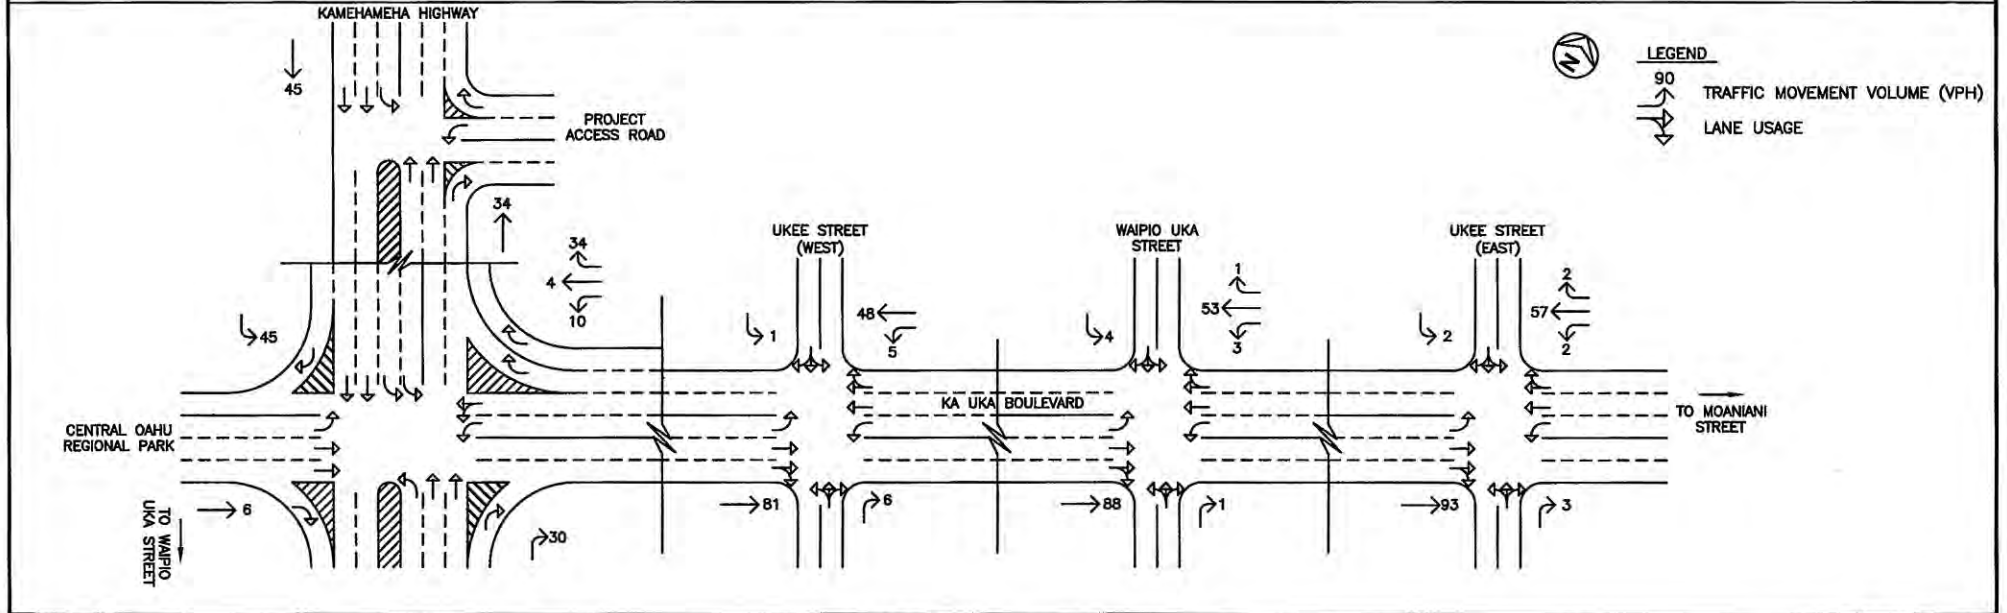 KAMEHAMEHA HIGHWAY
45
PROJECT
ACCESS ROAD
N
LEGEND
90
TRAFFIC MOVEMENT VOLUME (VPH)
LANE USAGE
34
34
4
10
45
UKEE STREET
(WEST)
1
48
5
WAIPIO UKA
STREET
4
1
53
3
UKEE STREET
(EAST)
2
2
57
2
KA UKA BOULEVARD
TO MOANIANI
STREET
CENTRAL OAHU
REGIONAL PARK
6
TO WAIPIO
UKA STREET
30
81
6
88
1
93
3